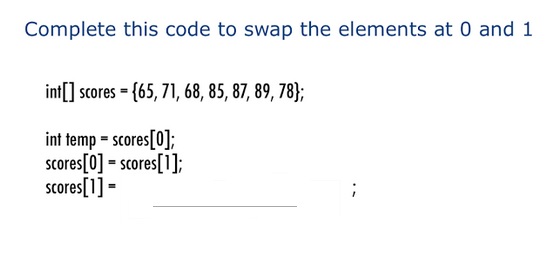 Complete this code to swap the elements at 0 and 1
int[] scores = {65, 71, 68, 85, 87, 89, 78};
int temp = scores[0];
scores[0] = scores[1];
scores[1] = ;